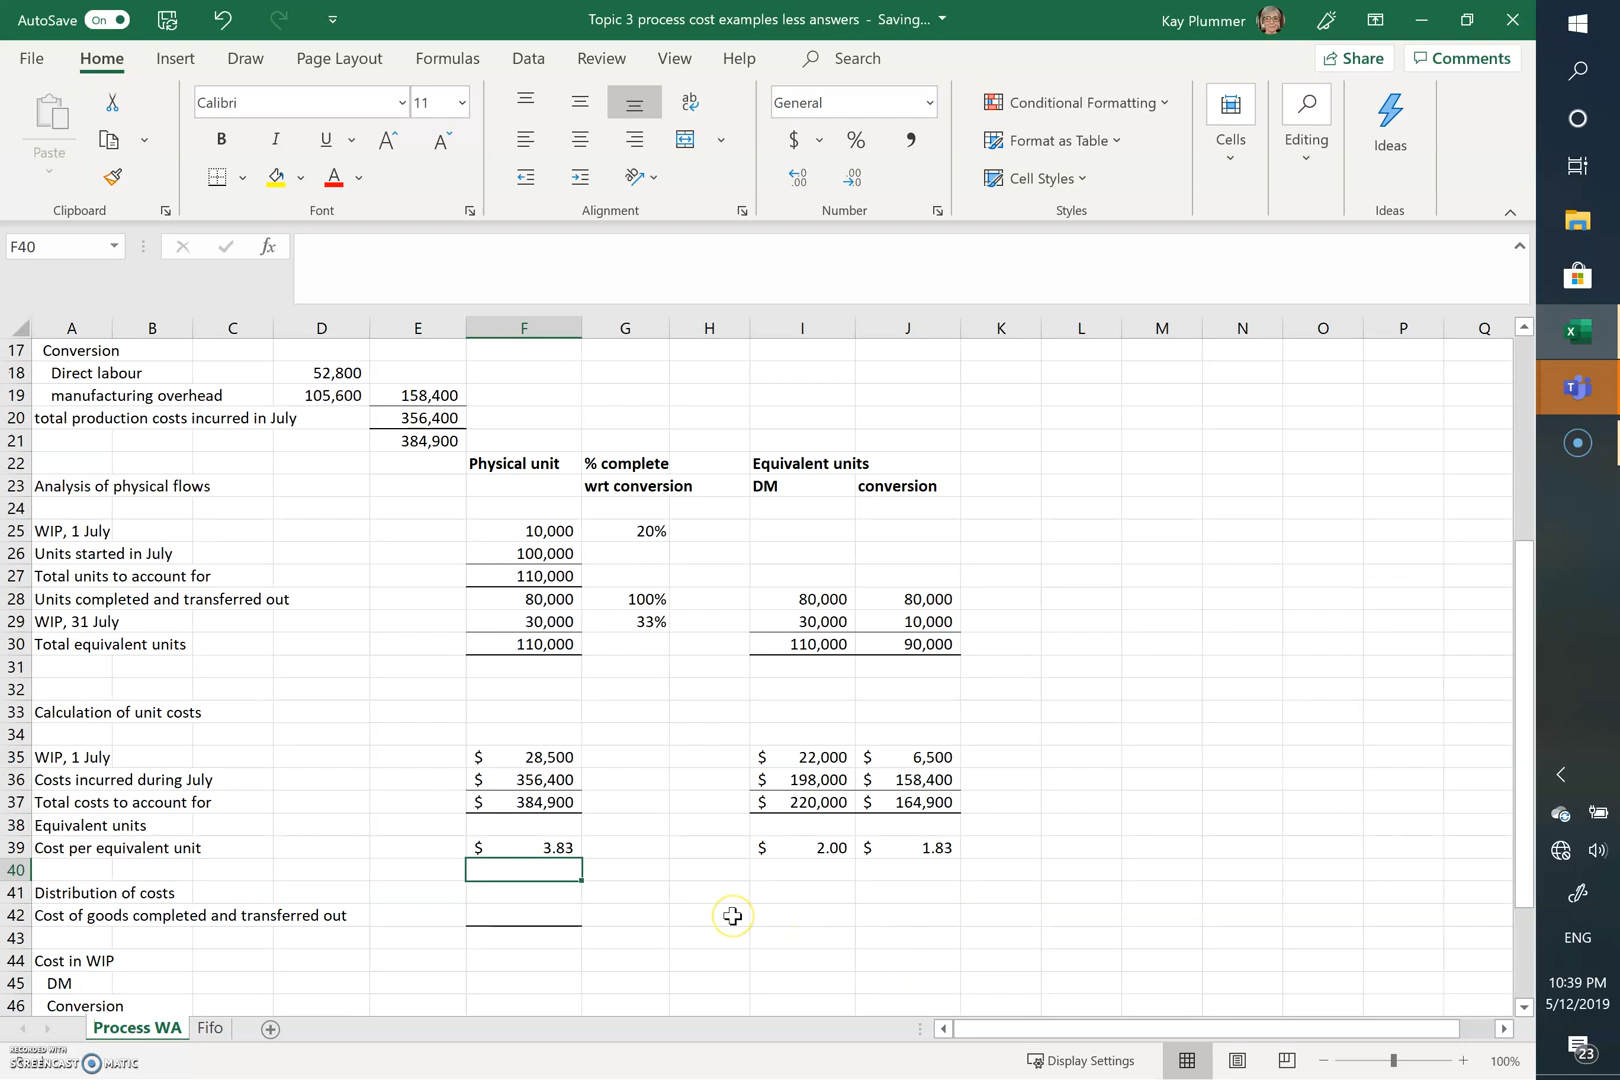 AutoSave On Topic 3 process cost examples less answers - Saving... Kay Plummer
File Home Insert Draw Page Layout Formulas Data Review View Help Search Share Comments
Paste
Calibri 11
B I U A A A
ab
General
$ % ,
Conditional Formatting
Format as Table
Cell Styles
Cells
Editing
Ideas
Clipboard Font Alignment Number Styles Ideas
F40 fx
A B C D E F G H I J K L M N O P Q
17 Conversion
18 Direct labour 52,800
19 manufacturing overhead 105,600 158,400
20 total production costs incurred in July 356,400
21 384,900
22 Physical unit % complete Equivalent units
23 Analysis of physical flows wrt conversion DM conversion
24
25 WIP, 1 July 10,000 20%
26 Units started in July 100,000
27 Total units to account for 110,000
28 Units completed and transferred out 80,000 100% 80,000 80,000
29 WIP, 31 July 30,000 33% 30,000 10,000
30 Total equivalent units 110,000 110,000 90,000
31
32
33 Calculation of unit costs
34
35 WIP, 1 July $ 28,500 $ 22,000 $ 6,500
36 Costs incurred during July $ 356,400 $ 198,000 $ 158,400
37 Total costs to account for $ 384,900 $ 220,000 $ 164,900
38 Equivalent units
39 Cost per equivalent unit $ 3.83 $ 2.00 $ 1.83
40
41 Distribution of costs
42 Cost of goods completed and transferred out
43
44 Cost in WIP
45 DM
46 Conversion
Process WA Fifo
RECORDED WITH
SCREENCAST MATIC
Display Settings 100%
ENG
10:39 PM
5/12/2019
23